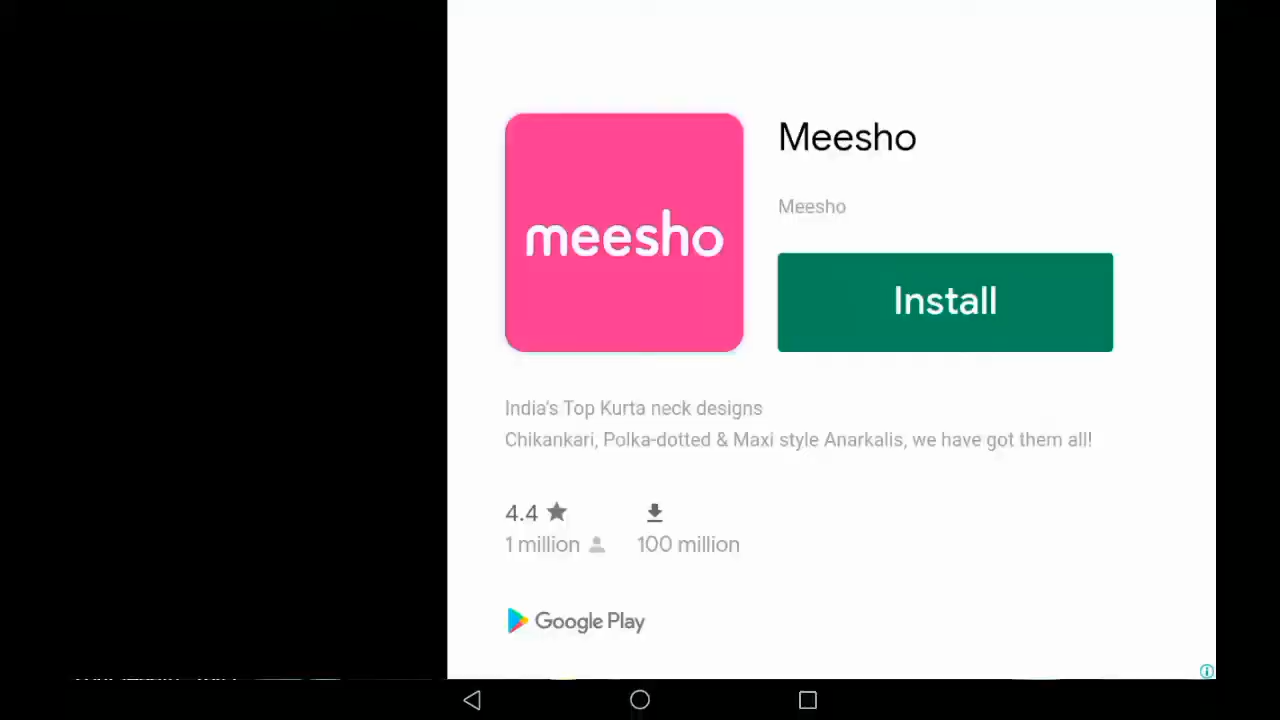 meesho
Meesho
Meesho
Install
India's Top Kurta neck designs
Chikankari, Polka-dotted & Maxi style Anarkalis, we have got them all!
4.4
1 million
100 million
Google Play